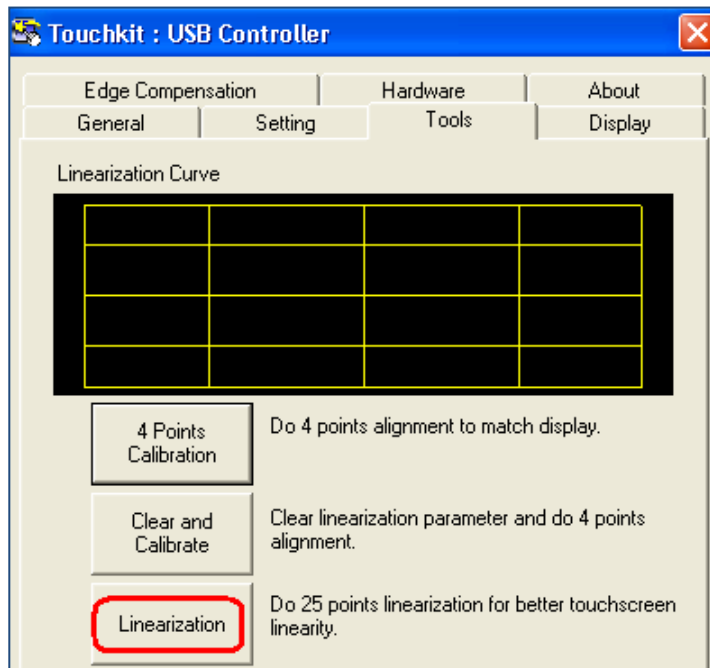 Touchkit : USB Controller
Edge Compensation Hardware About
General Setting Tools Display
Linearization Curve
4 Points
Calibration
Do 4 points alignment to match display.
Clear and
Calibrate
Clear linearization parameter and do 4 points
alignment.
Linearization
Do 25 points linearization for better touchscreen
linearity.